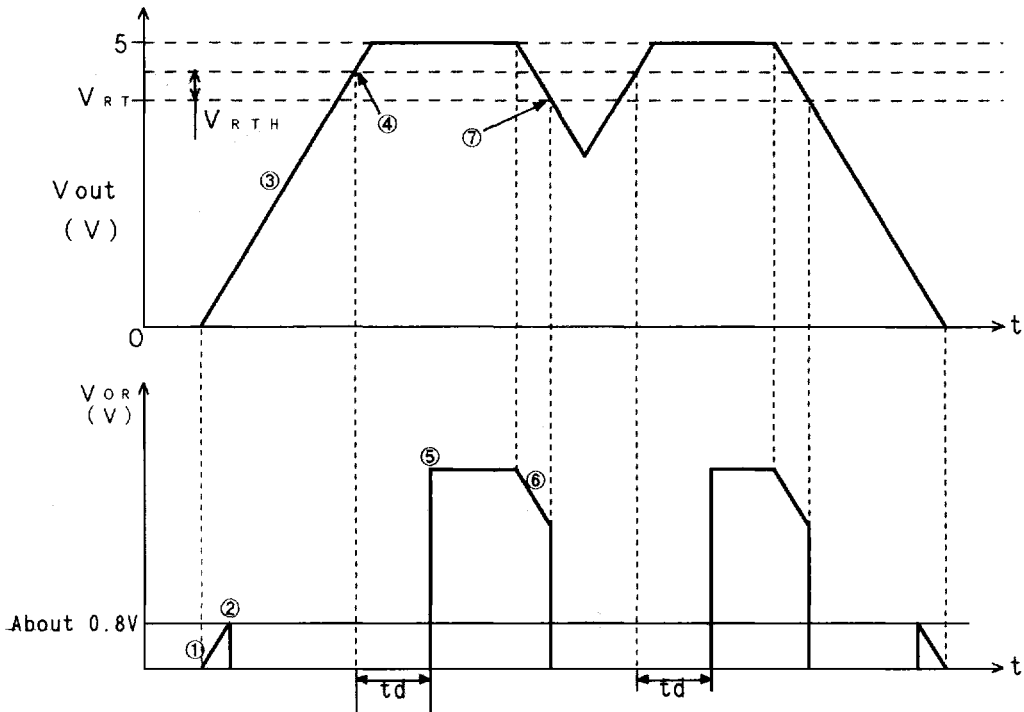 5
VRT
VRTH
④
⑦
③
Vout
(V)
0
t
VOR
(V)
⑤
⑥
About 0.8V
②
①
td
td
t